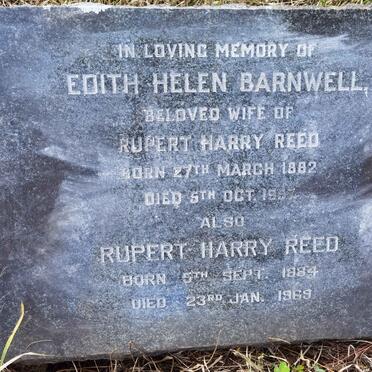 IN LOVING MEMORY OF
EDITH HELEN BARNWELL,
BELOVED WIFE OF
RUPERT HARRY REED
BORN 27TH MARCH 1882
DIED 5TH OCT.
ALSO
RUPERT HARRY REED
BORN 5TH SEPT. 1884
DIED 23RD JAN. 1969